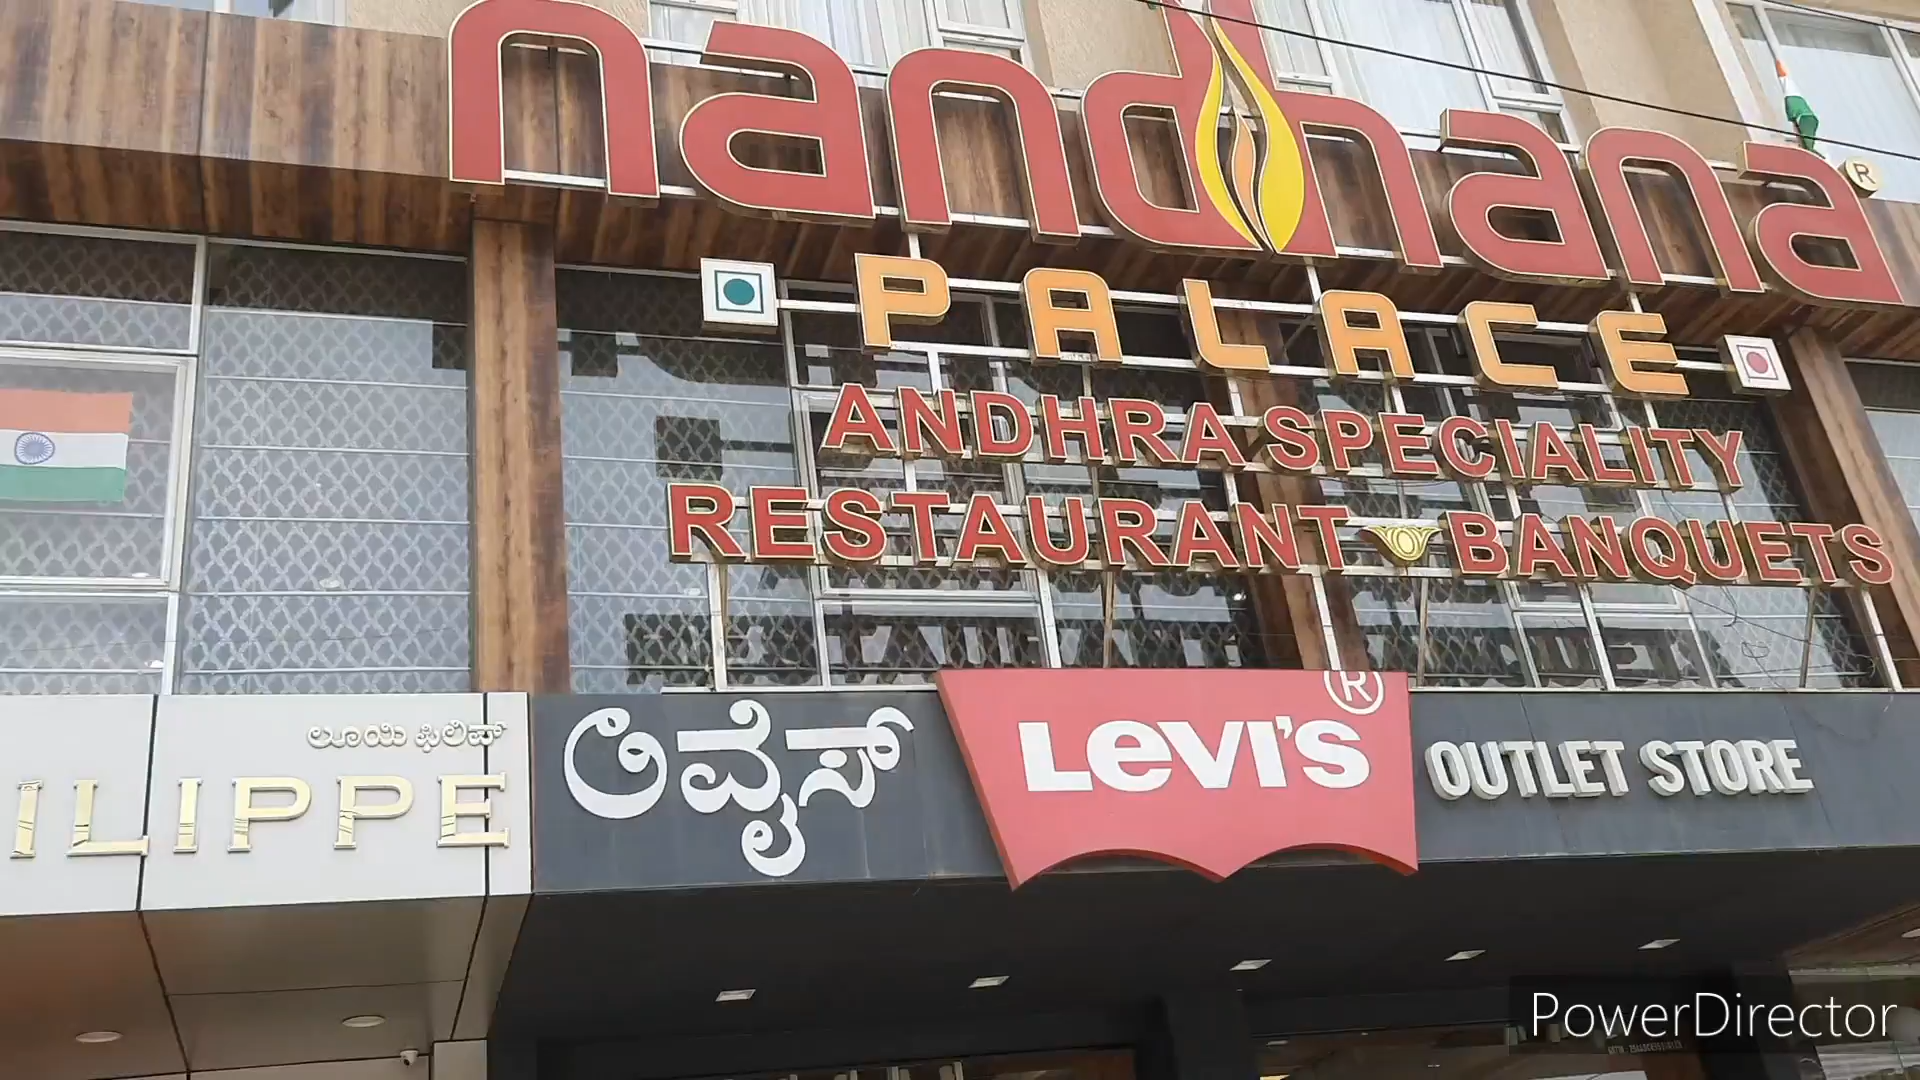 nandhana ®
PALACE
ANDHRA SPECIALITY
RESTAURANT BANQUETS
ಲೂಯಿ ಫಿಲಿಪ್
ILIPPE
ಲಿವೈಸ್
LEVI'S ®
OUTLET STORE
PowerDirector